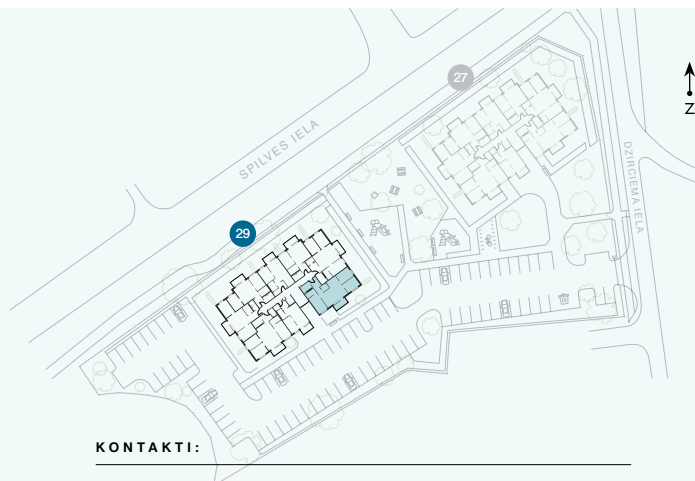 27
Z
SPILVES IELA
DZIRCIEMA IELA
29
KONTAKTI: